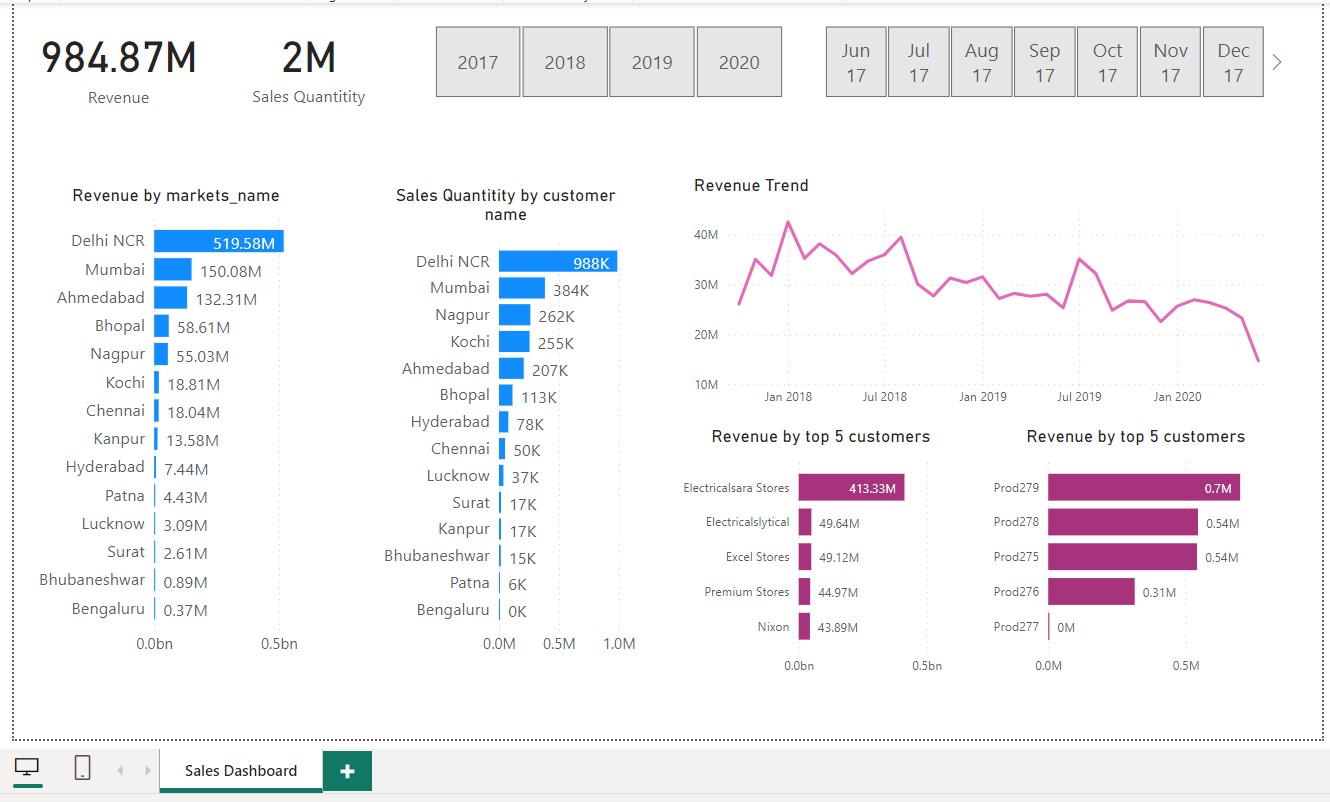 984.87M
Revenue
2M
Sales Quantitity
2017
2018
2019
2020
Jun
17
Jul
17
Aug
17
Sep
17
Oct
17
Nov
17
Dec
17
Revenue by markets_name
Delhi NCR 519.58M
Mumbai 150.08M
Ahmedabad 132.31M
Bhopal 58.61M
Nagpur 55.03M
Kochi 18.81M
Chennai 18.04M
Kanpur 13.58M
Hyderabad 7.44M
Patna 4.43M
Lucknow 3.09M
Surat 2.61M
Bhubaneshwar 0.89M
Bengaluru 0.37M
0.0bn 0.5bn
Sales Quantitity by customer
name
Delhi NCR 988K
Mumbai 384K
Nagpur 262K
Kochi 255K
Ahmedabad 207K
Bhopal 113K
Hyderabad 78K
Chennai 50K
Lucknow 37K
Surat 17K
Kanpur 17K
Bhubaneshwar 15K
Patna 6K
Bengaluru 0K
0.0M 0.5M 1.0M
Revenue Trend
40M
30M
20M
10M
Jan 2018 Jul 2018 Jan 2019 Jul 2019 Jan 2020
Revenue by top 5 customers
Electricalsara Stores 413.33M
Electricalslytical 49.64M
Excel Stores 49.12M
Premium Stores 44.97M
Nixon 43.89M
0.0bn 0.5bn
Revenue by top 5 customers
Prod279 0.7M
Prod278 0.54M
Prod275 0.54M
Prod276 0.31M
Prod277 0M
0.0M 0.5M
Sales Dashboard